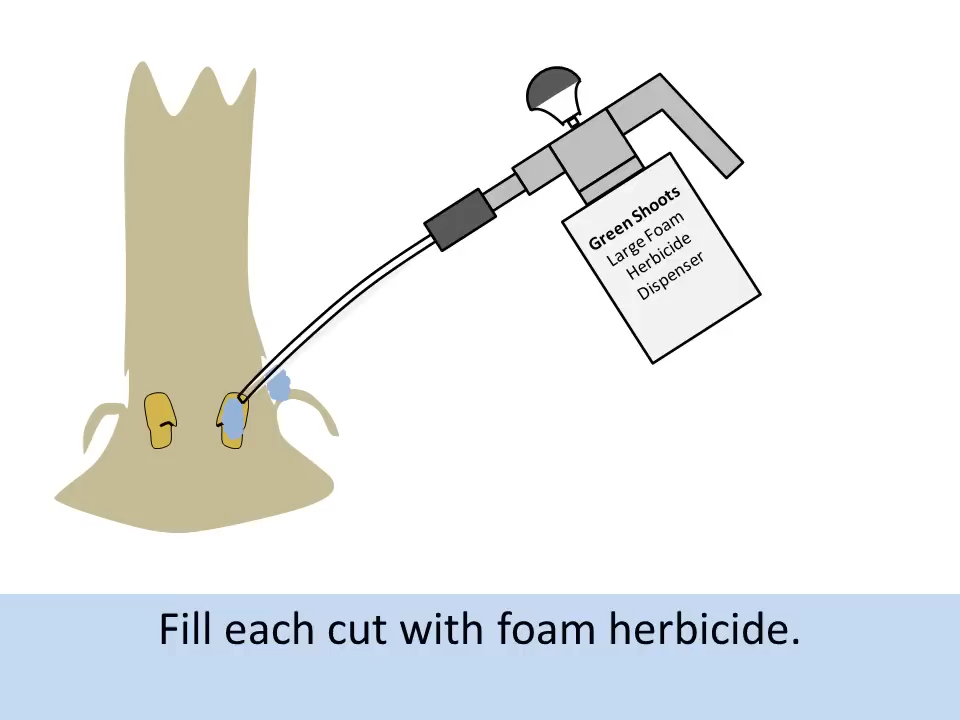 Green Shoots
Large Foam
Herbicide
Dispenser
Fill each cut with foam herbicide.